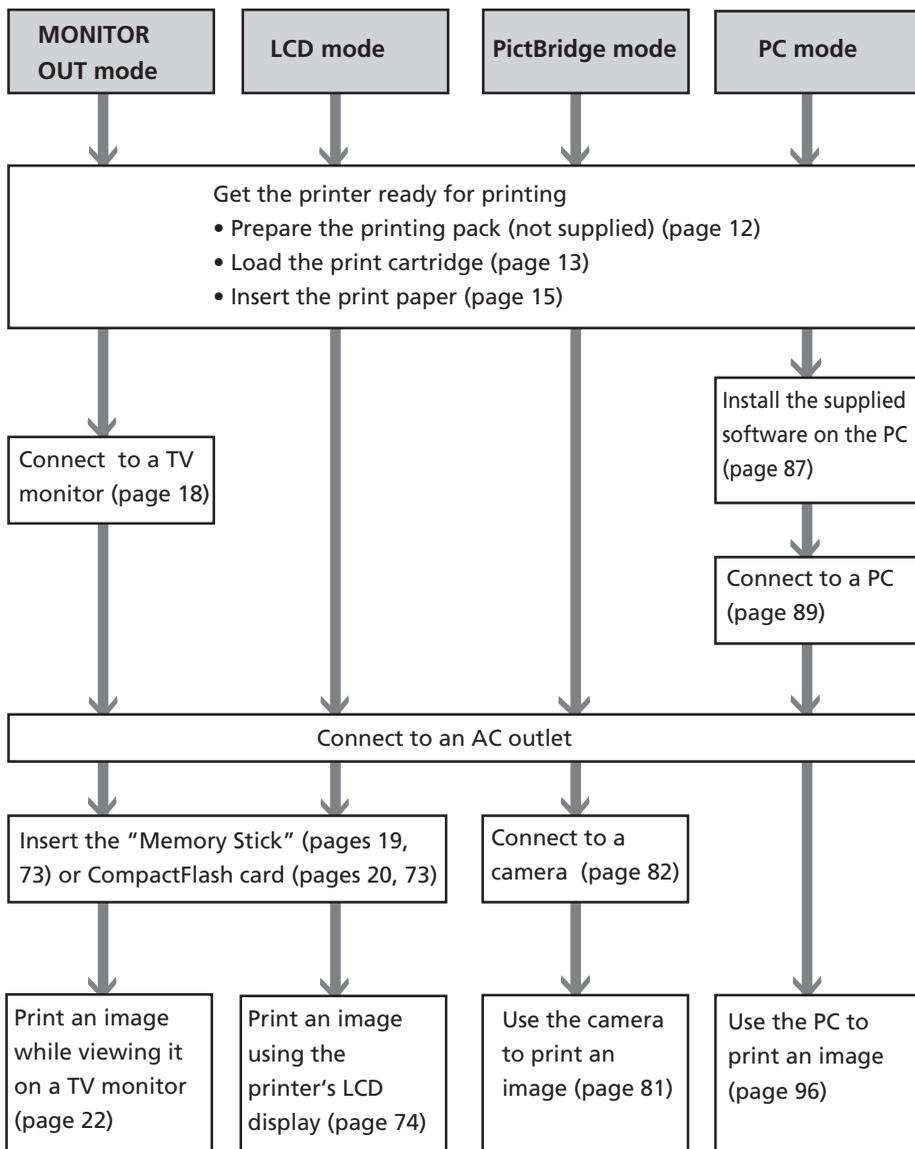 MONITOR
OUT mode
LCD mode
PictBridge mode
PC mode
Get the printer ready for printing
• Prepare the printing pack (not supplied) (page 12)
• Load the print cartridge (page 13)
• Insert the print paper (page 15)
Install the supplied
software on the PC
(page 87)
Connect to a TV
monitor (page 18)
Connect to a PC
(page 89)
Connect to an AC outlet
Insert the “Memory Stick” (pages 19,
73) or CompactFlash card (pages 20, 73)
Connect to a
camera (page 82)
Print an image
while viewing it
on a TV monitor
(page 22)
Print an image
using the
printer’s LCD
display (page 74)
Use the camera
to print an
image (page 81)
Use the PC to
print an image
(page 96)